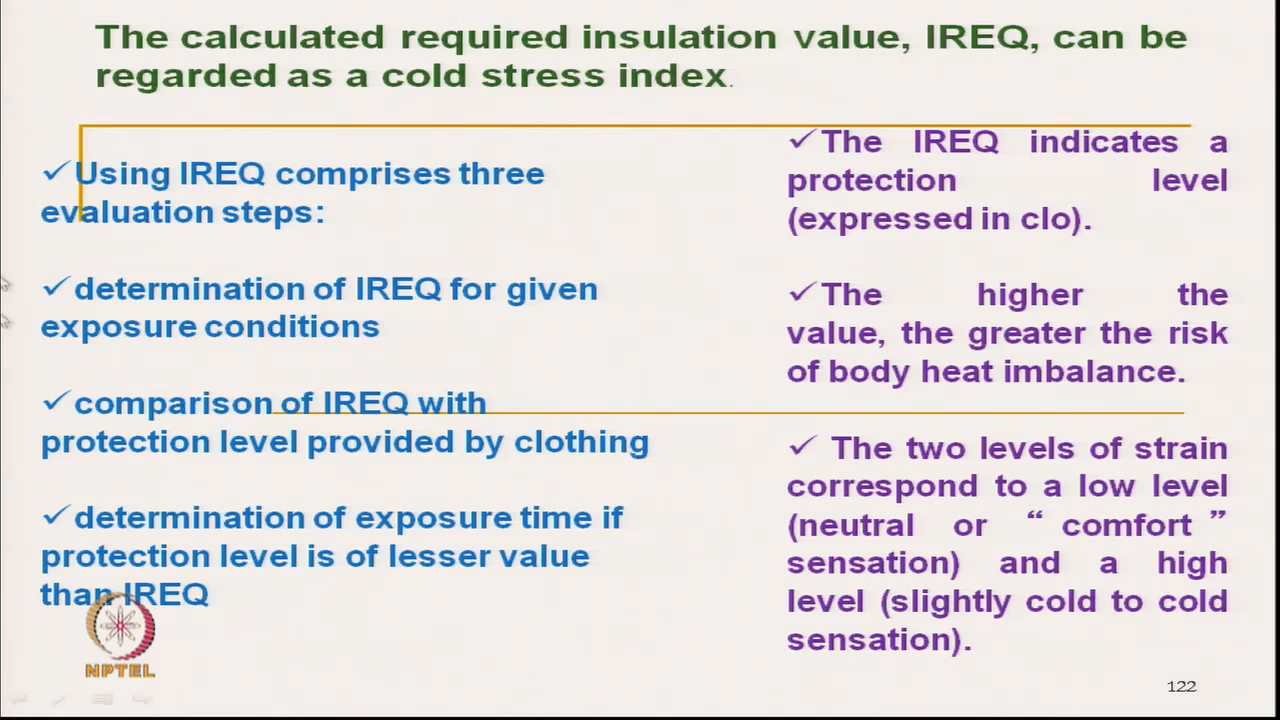 The calculated required insulation value, IREQ, can be
regarded as a cold stress index.
✓Using IREQ comprises three
evaluation steps:
✓determination of IREQ for given
exposure conditions
✓comparison of IREQ with
protection level provided by clothing
✓determination of exposure time if
protection level is of lesser value
than IREQ
✓The IREQ indicates a
protection level
(expressed in clo).
✓The higher the
value, the greater the risk
of body heat imbalance.
✓ The two levels of strain
correspond to a low level
(neutral or “ comfort ”
sensation) and a high
level (slightly cold to cold
sensation).
NPTEL
122